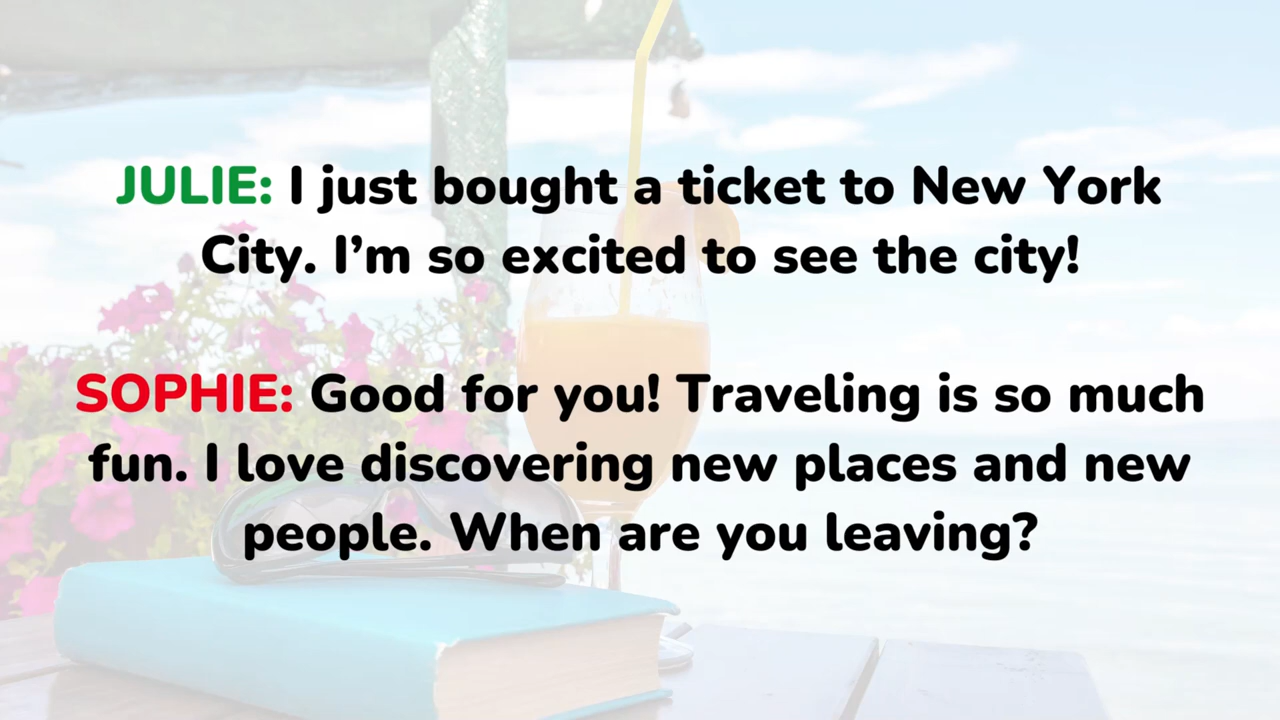 JULIE: I just bought a ticket to New York
City. I’m so excited to see the city!
SOPHIE: Good for you! Traveling is so much
fun. I love discovering new places and new
people. When are you leaving?